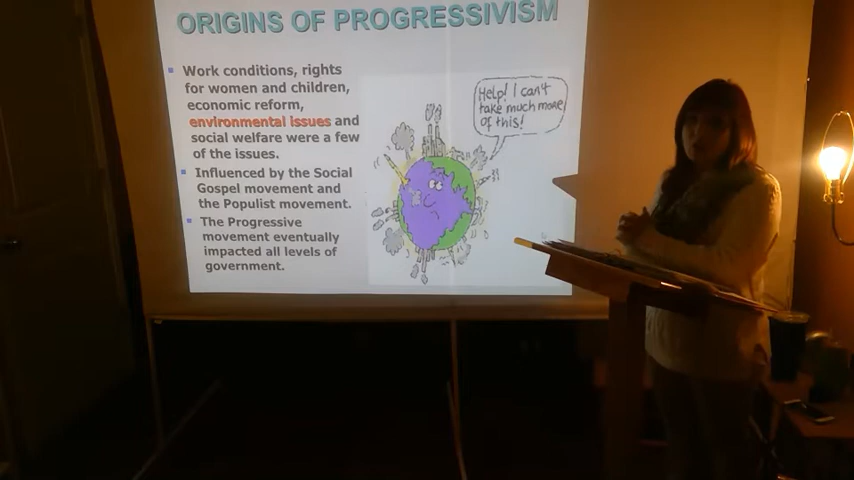 ORIGINS OF PROGRESSIVISM
Work conditions, rights
for women and children,
economic reform,
environmental issues and
social welfare were a few
of the issues.
Influenced by the Social
Gospel movement and
the Populist movement.
The Progressive
movement eventually
impacted all levels of
government.
Help! I can't
take much more
of this!